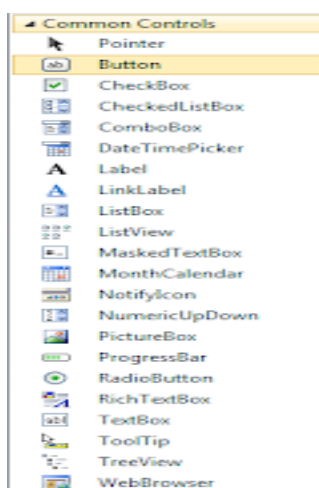 Common Controls
Pointer
Button
CheckBox
CheckedListBox
ComboBox
DateTimePicker
Label
LinkLabel
ListBox
ListView
MaskedTextBox
MonthCalendar
NotifyIcon
NumericUpDown
PictureBox
ProgressBar
RadioButton
RichTextBox
TextBox
ToolTip
TreeView
WebBrowser